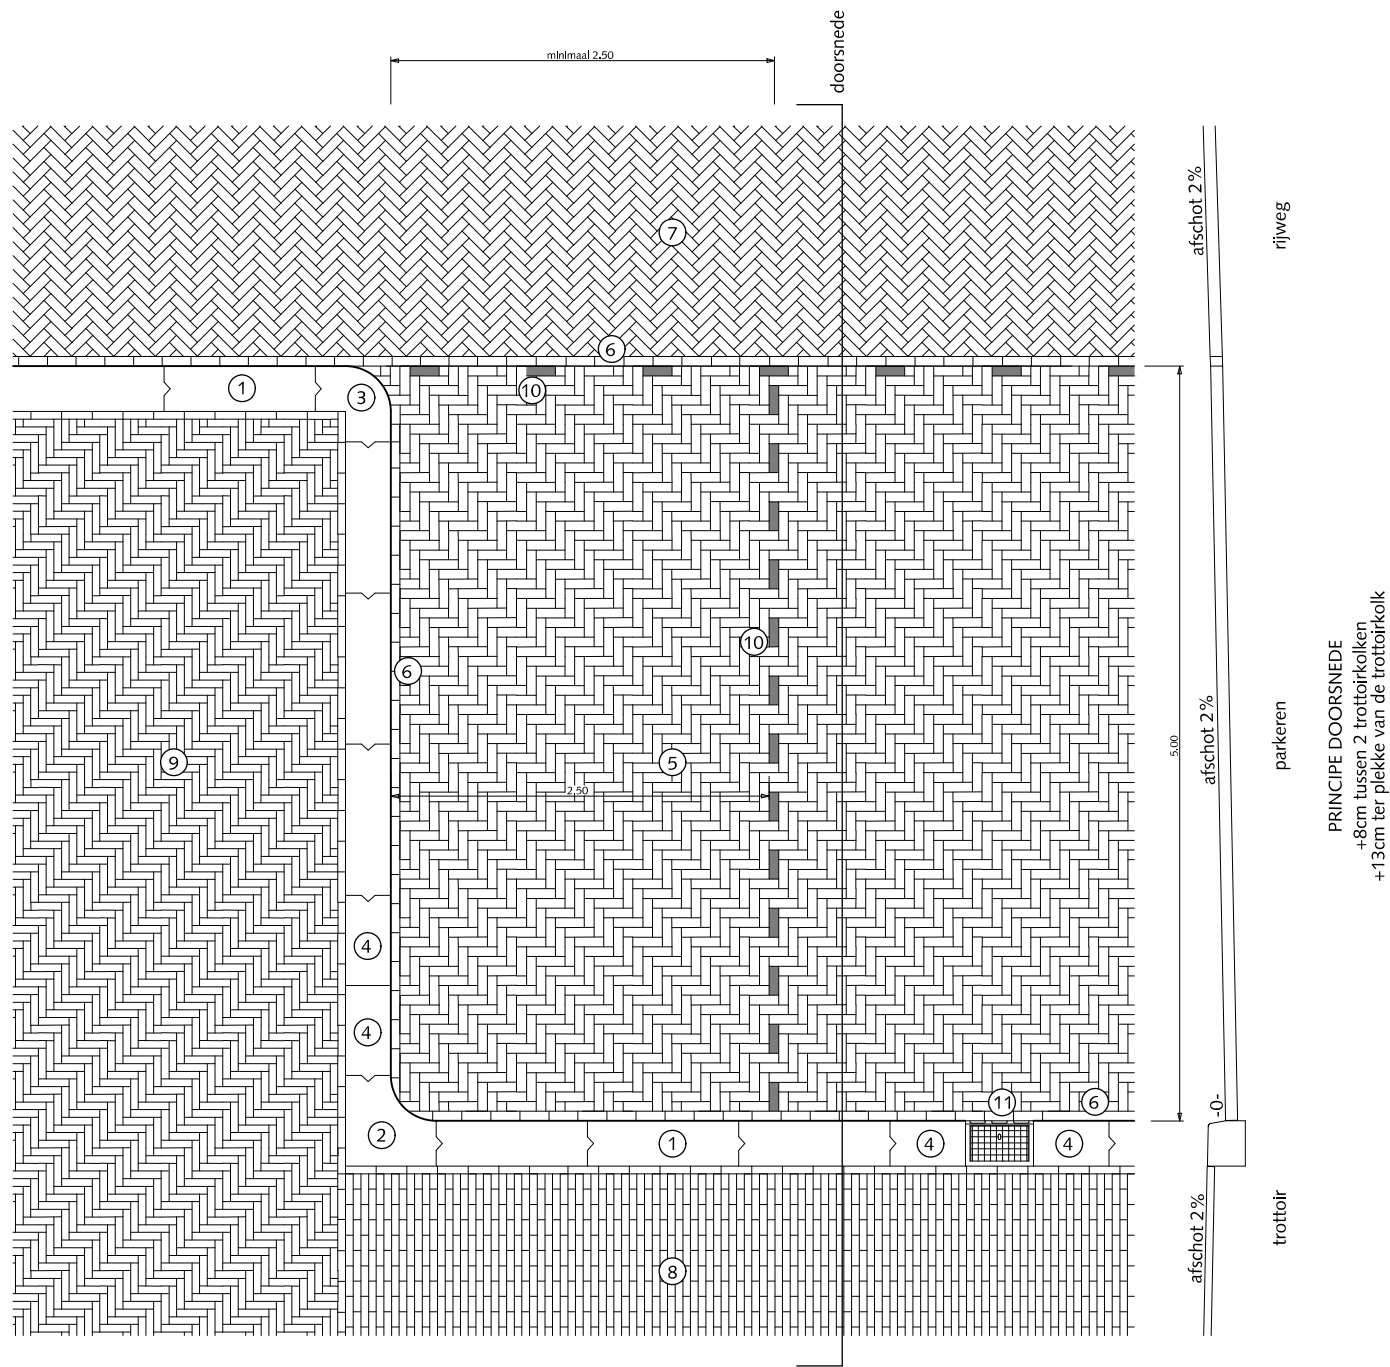 minimaal 2.50
doorsnede
7
6
1
3
10
10
6
9
5
2,50
4
4
11
6
2
1
4
4
8
5.00
afschot 2%
rijweg
afschot 2%
parkeren
-0-
afschot 2%
trottoir
PRINCIPE DOORSNEDE
+8cm tussen 2 trottoirkolken
+13cm ter plekke van de trottoirkolk